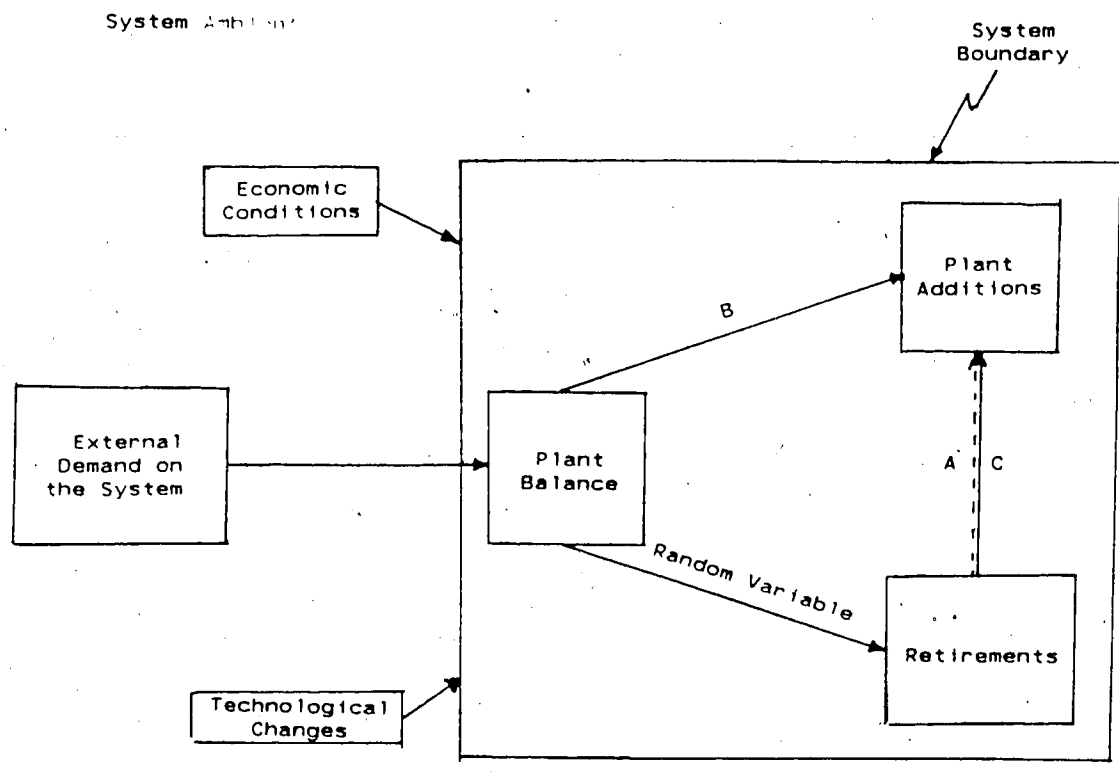 System
System
Boundary
Economic
Conditions
Plant
Additions
B
External
Demand on
the System
Plant
Balance
A C
Random Variable
Retirements
Technological
Changes